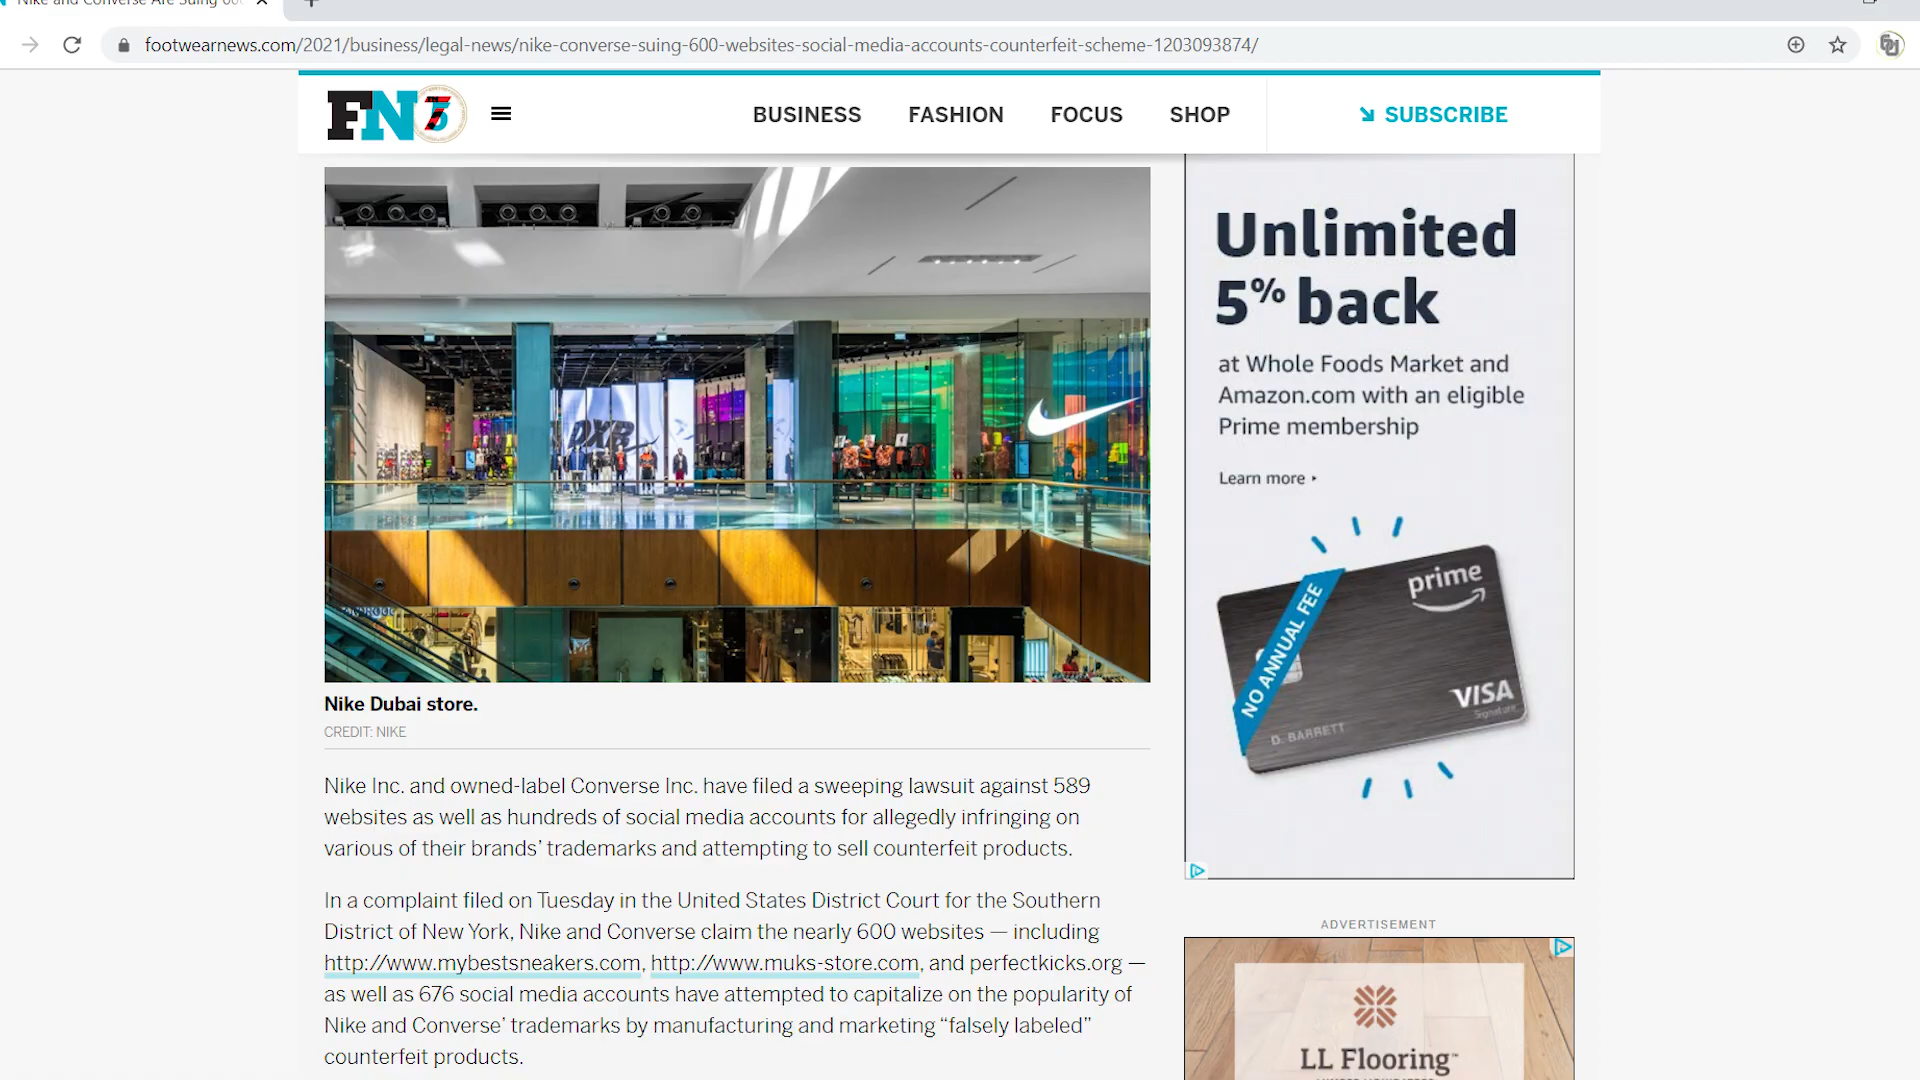 Nike and Converse Are Suing 600
footwearnews.com/2021/business/legal-news/nike-converse-suing-600-websites-social-media-accounts-counterfeit-scheme-1203093874/
FN
BUSINESS FASHION FOCUS SHOP SUBSCRIBE
DXB
Nike Dubai store.
CREDIT: NIKE
Nike Inc. and owned-label Converse Inc. have filed a sweeping lawsuit against 589
websites as well as hundreds of social media accounts for allegedly infringing on
various of their brands’ trademarks and attempting to sell counterfeit products.
In a complaint filed on Tuesday in the United States District Court for the Southern
District of New York, Nike and Converse claim the nearly 600 websites — including
http://www.mybestsneakers.com, http://www.muks-store.com, and perfectkicks.org —
as well as 676 social media accounts have attempted to capitalize on the popularity of
Nike and Converse’ trademarks by manufacturing and marketing “falsely labeled”
counterfeit products.
Unlimited
5% back
at Whole Foods Market and
Amazon.com with an eligible
Prime membership
Learn more
prime
NO ANNUAL FEE
VISA
Signature
D. BARRETT
ADVERTISEMENT
LL Flooring